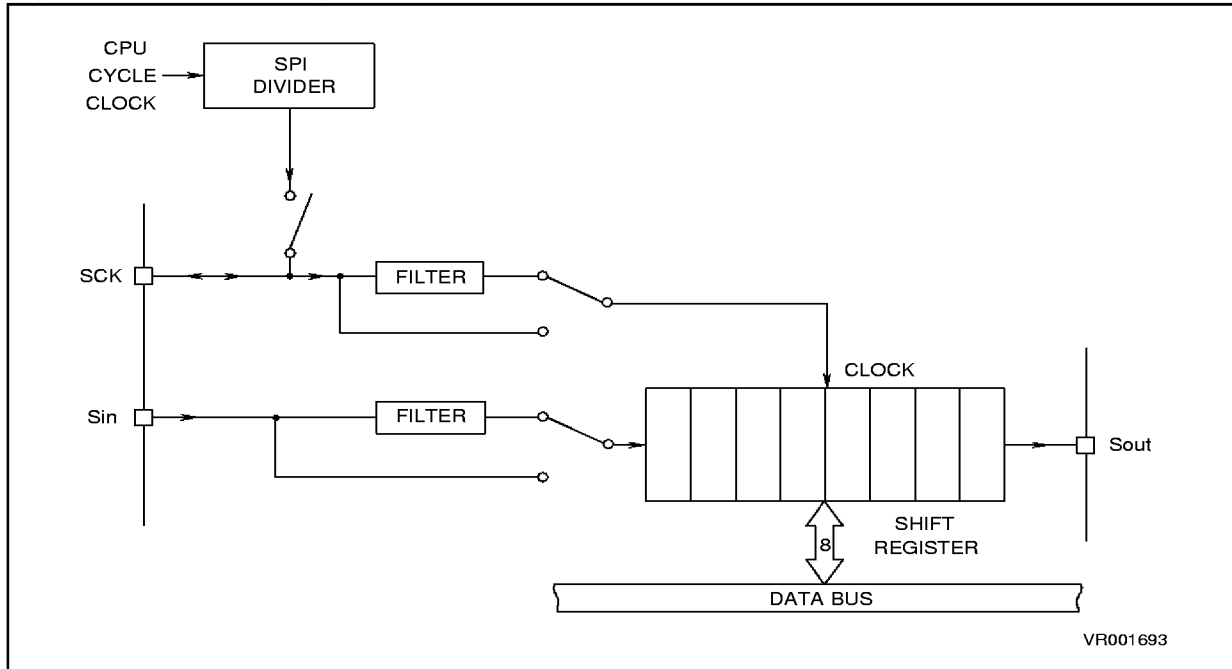 CPU
CYCLE
CLOCK
SPI
DIVIDER
SCK
FILTER
CLOCK
Sin
FILTER
Sout
8
SHIFT
REGISTER
DATA BUS
VR001693